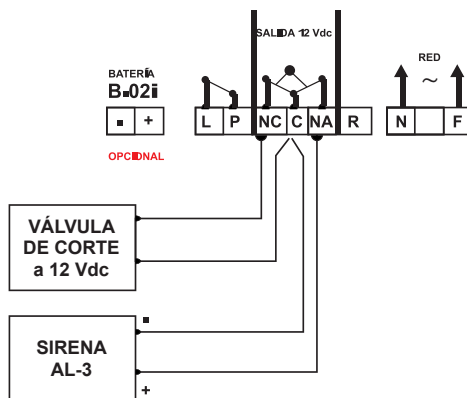 SALIDA 12 Vdc
RED
~
BATERÍA
B-02i
- +
L P NC C NA R
N F
OPCIONAL
VÁLVULA
DE CORTE
a 12 Vdc
-
SIRENA
AL-3
+